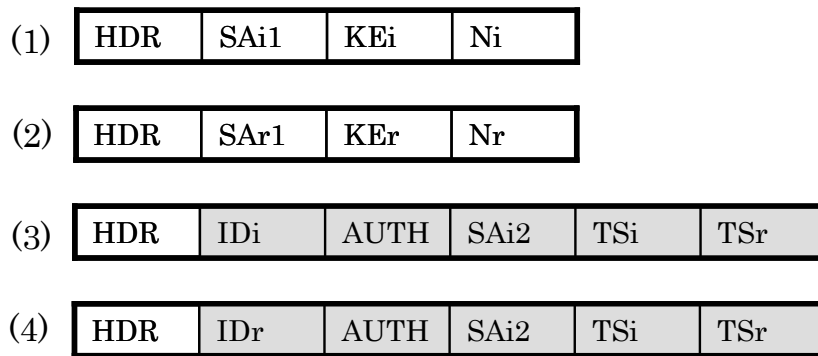 (1) HDR SAi1 KEi Ni
(2) HDR SAr1 KEr Nr
(3) HDR IDi AUTH SAi2 TSi TSr
(4) HDR IDr AUTH SAi2 TSi TSr